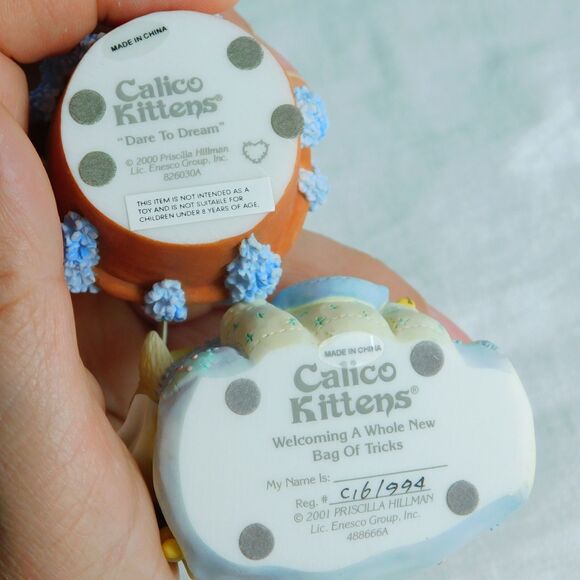 MADE IN CHINA
Calico
Kittens®
"Dare To Dream"
© 2000 Priscilla Hillman
Lic. Enesco Group, Inc.
826030A
THIS ITEM IS NOT INTENDED AS A
TOY AND IS NOT SUITABLE FOR
CHILDREN UNDER 8 YEARS OF AGE.
MADE IN CHINA
Calico
Kittens®
Welcoming A Whole New
Bag Of Tricks
My Name Is:
Reg. # C16/994
© 2001 PRISCILLA HILLMAN
Lic. Enesco Group, Inc.
488666A